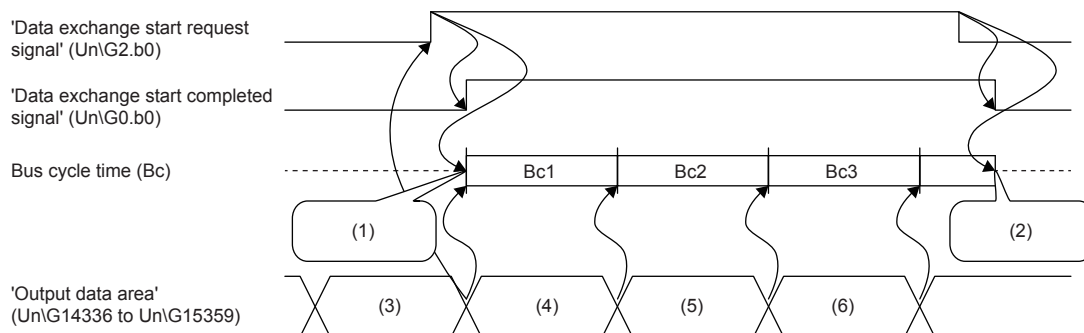 'Data exchange start request
signal' (Un\G2.b0)
'Data exchange start completed
signal' (Un\G0.b0)
Bus cycle time (Bc)
Bc1
Bc2
Bc3
(1)
(2)
'Output data area'
(Un\G14336 to Un\G15359)
(3)
(4)
(5)
(6)